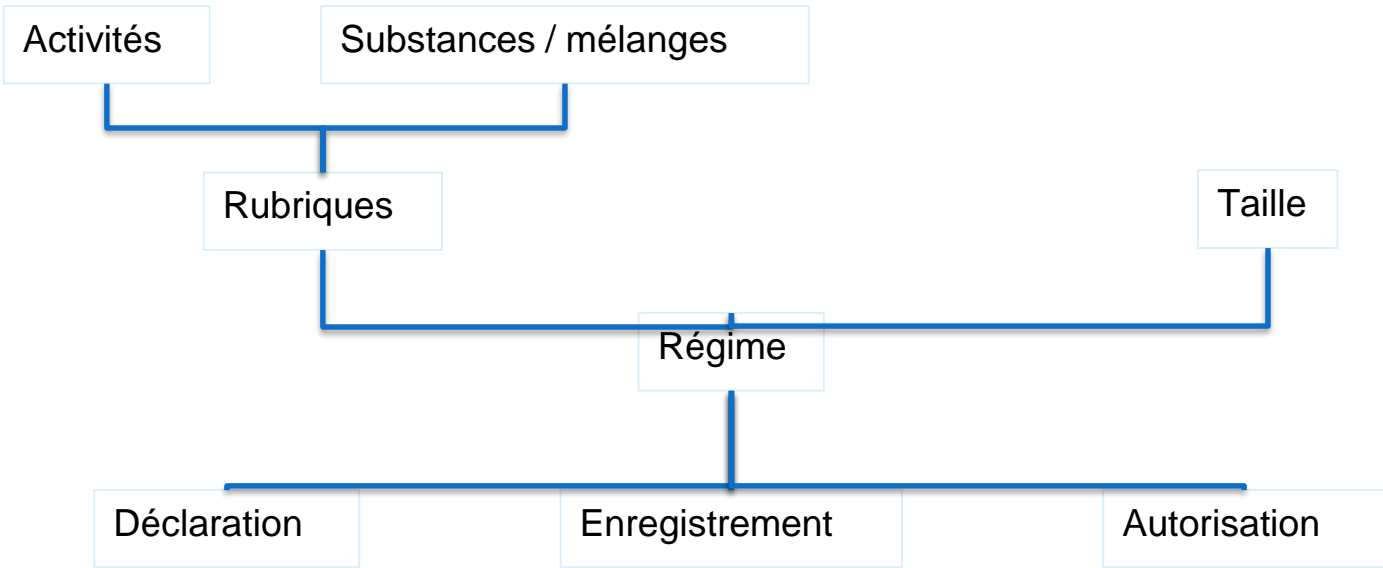 Activités
Substances / mélanges
Rubriques
Taille
Régime
Déclaration
Enregistrement
Autorisation